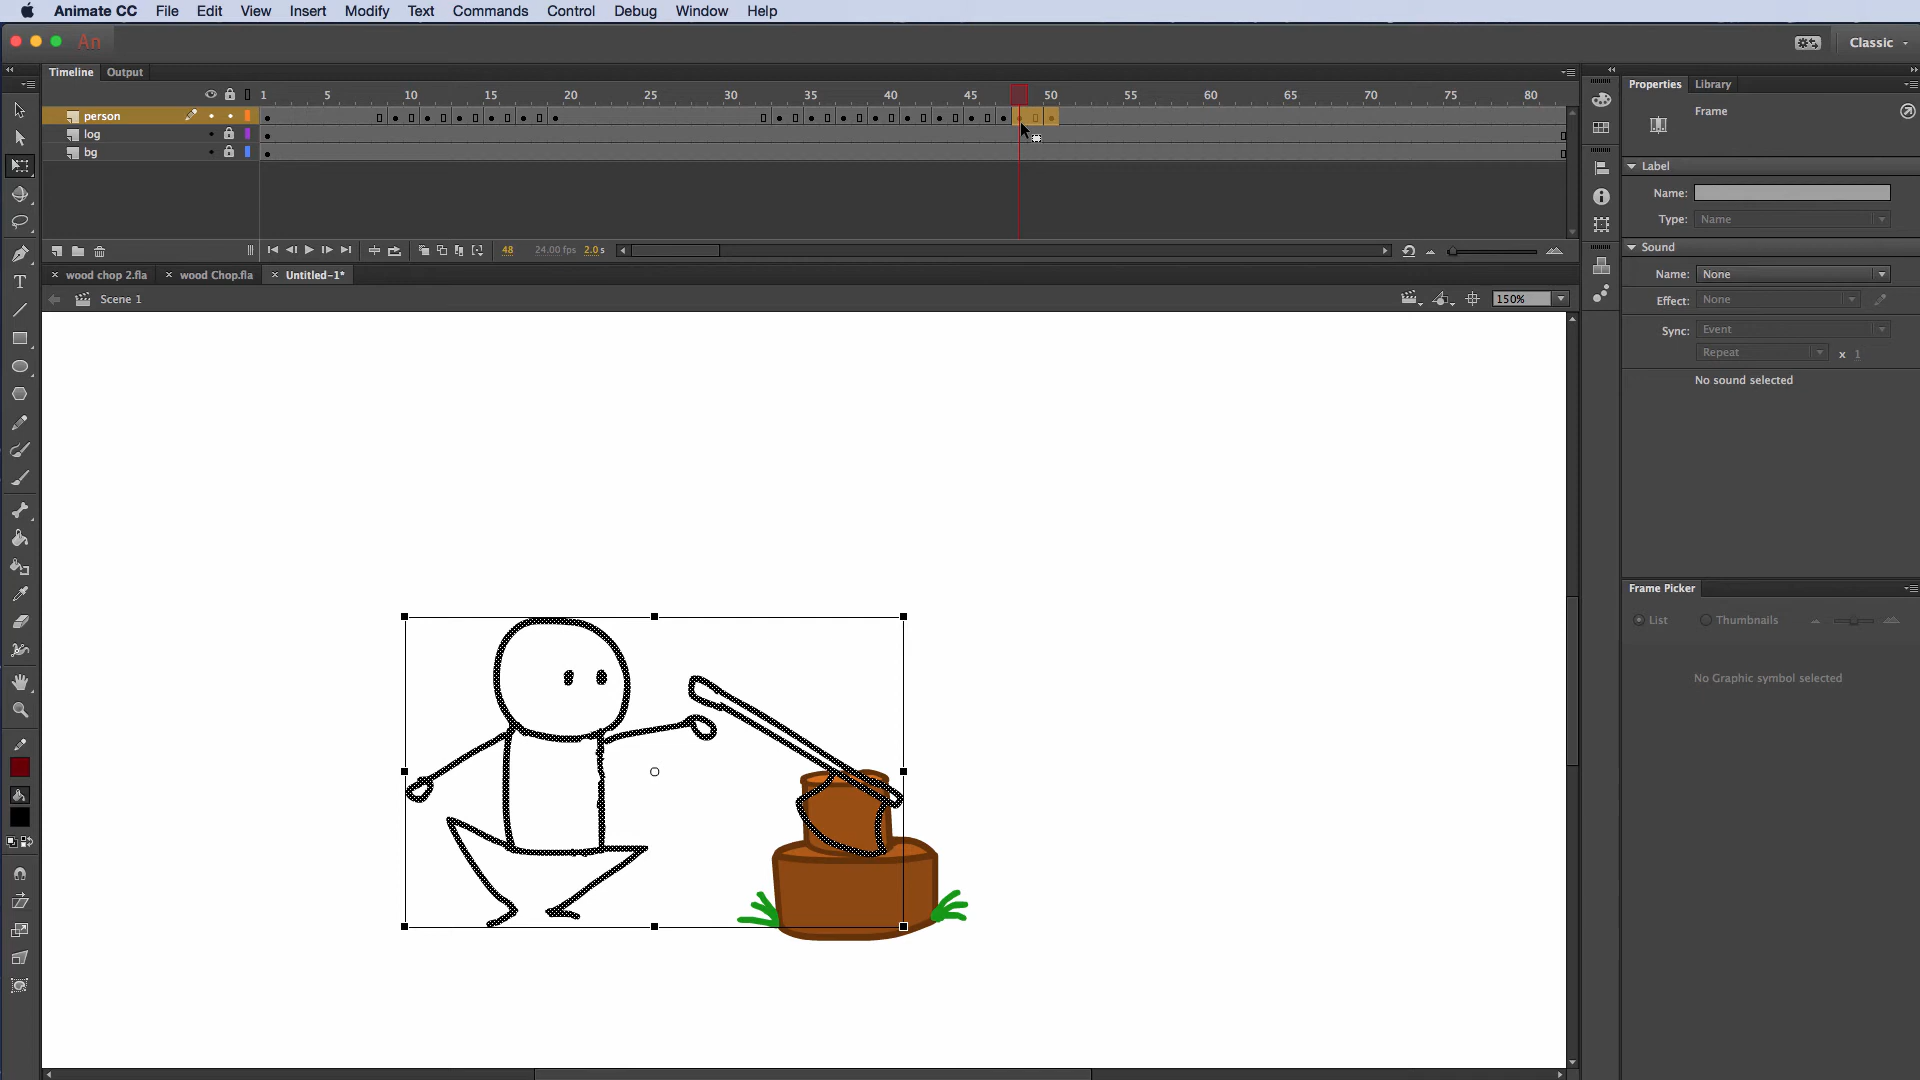 Animate CC File Edit View Insert Modify Text Commands Control Debug Window Help
An Classic
Timeline Output Properties Library
1 5 10 15 20 25 30 35 40 45 50 55 60 65 70 75 80
Frame
person
log
bg
Label
Name:
Type: Name
Sound
48 24.00 fps 2.0 s
wood chop 2.fla wood Chop.fla Untitled-1*
Name: None
Scene 1 150%
Effect: None
Sync: Event
Repeat x 1
No sound selected
T
Frame Picker
List Thumbnails
No Graphic symbol selected